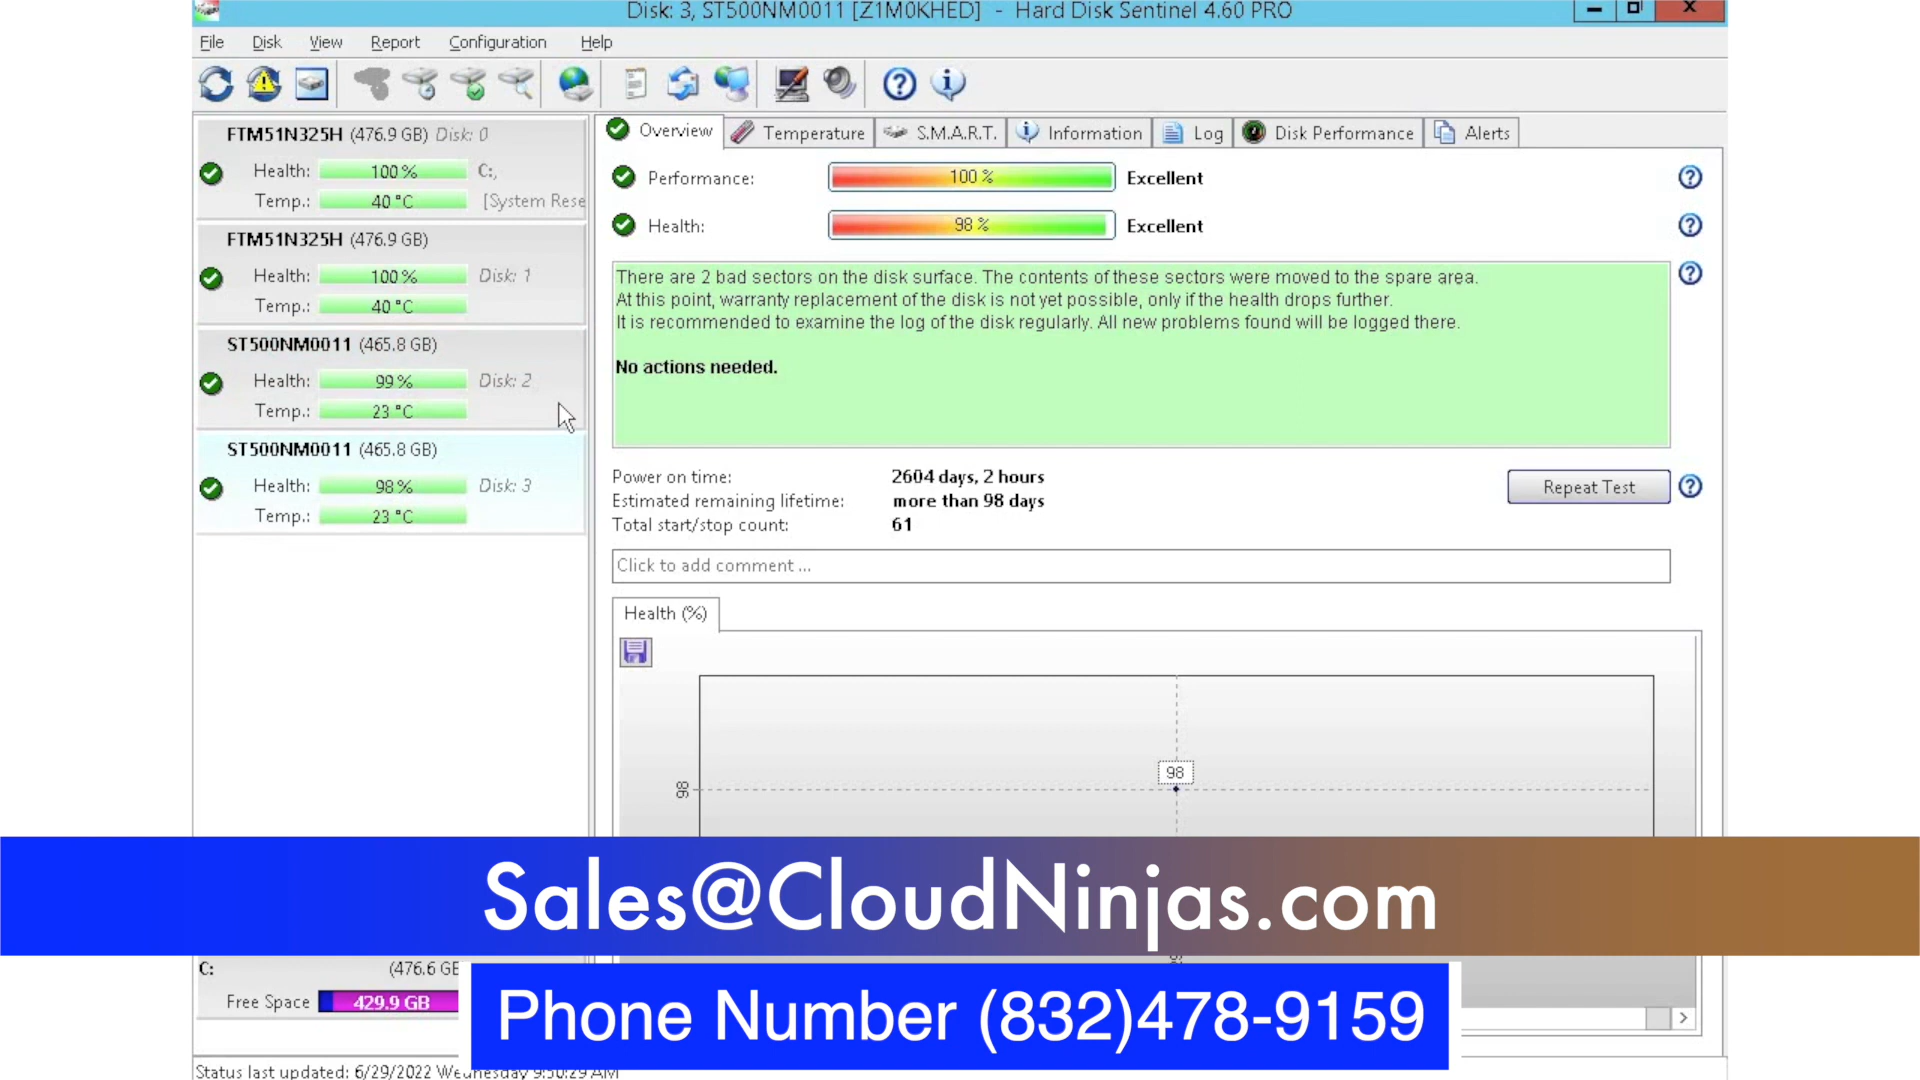 Disk: 3, ST500NM0011 [Z1M0KHED] - Hard Disk Sentinel 4.60 PRO
File Disk View Report Configuration Help
FTM51N325H (476.9 GB) Disk: 0
Health: 100 % C:,
Temp.: 40 °C [System Rese
FTM51N325H (476.9 GB)
Health: 100 % Disk: 1
Temp.: 40 °C
ST500NM0011 (465.8 GB)
Health: 99 % Disk: 2
Temp.: 23 °C
ST500NM0011 (465.8 GB)
Health: 98 % Disk: 3
Temp.: 23 °C
Overview Temperature S.M.A.R.T. Information Log Disk Performance Alerts
Performance: 100 % Excellent
Health: 98 % Excellent
There are 2 bad sectors on the disk surface. The contents of these sectors were moved to the spare area.
At this point, warranty replacement of the disk is not yet possible, only if the health drops further.
It is recommended to examine the log of the disk regularly. All new problems found will be logged there.
No actions needed.
Power on time: 2604 days, 2 hours
Estimated remaining lifetime: more than 98 days
Total start/stop count: 61
Repeat Test
Click to add comment ...
Health (%)
98
98
Sales@CloudNinjas.com
C: (476.6 GB
Free Space 429.9 GB
Phone Number (832)478-9159
Status last updated: 6/29/2022 Wednesday 9:50:29 AM